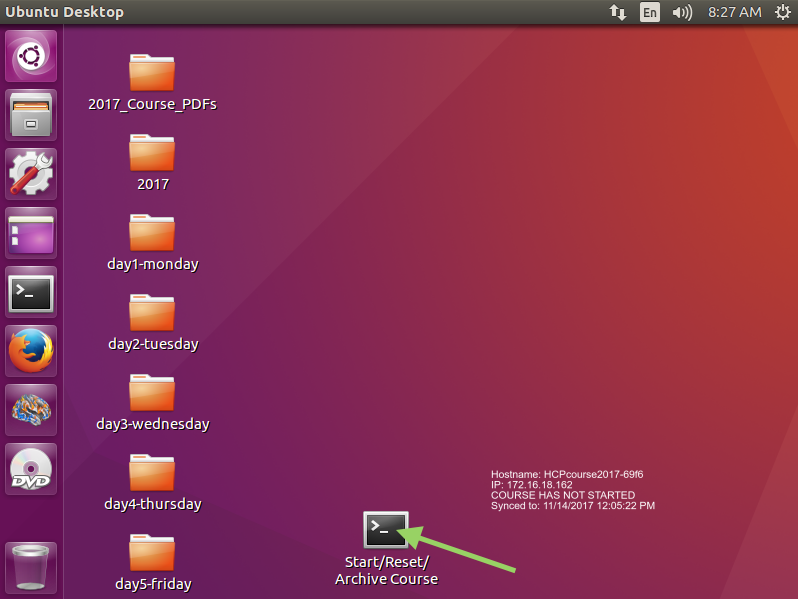 Ubuntu Desktop
En
8:27 AM
2017_Course_PDFs
2017
day1-monday
day2-tuesday
day3-wednesday
day4-thursday
day5-friday
>_
DVD
Hostname: HCPcourse2017-69f6
IP: 172.16.18.162
COURSE HAS NOT STARTED
Synced to: 11/14/2017 12:05:22 PM
>_
Start/Reset/
Archive Course